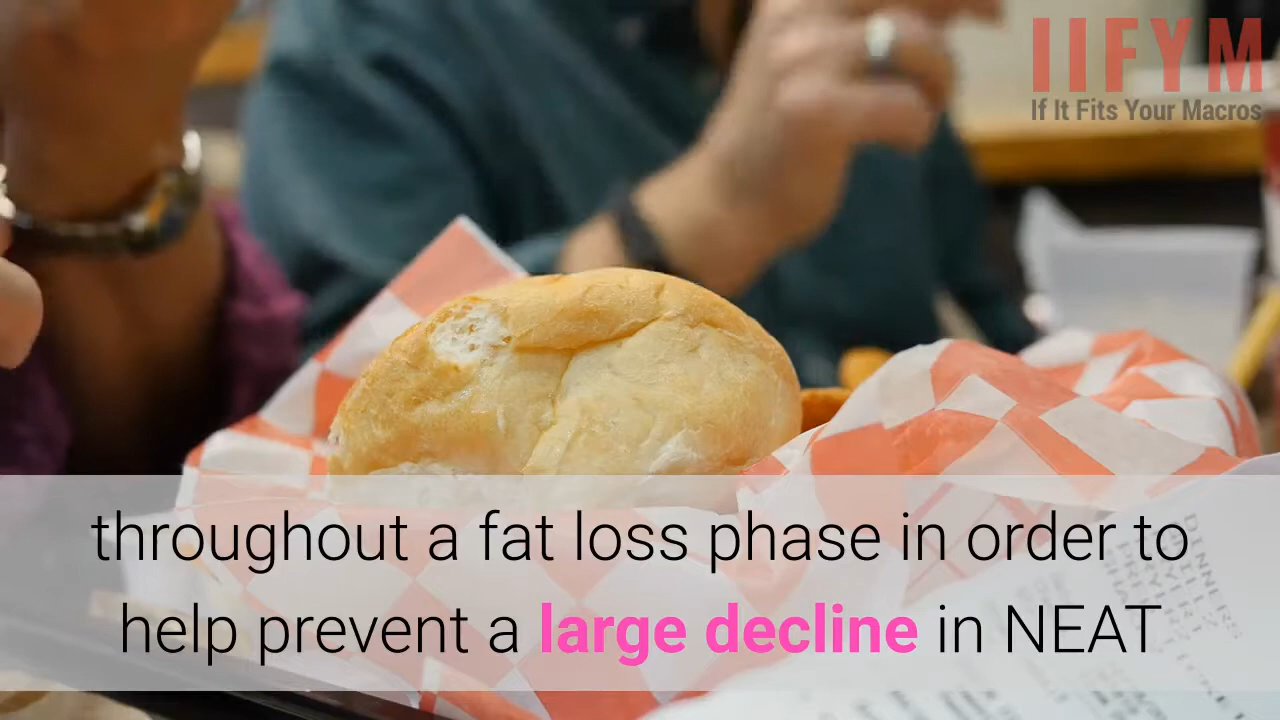 IIFYM
If It Fits Your Macros
throughout a fat loss phase in order to
help prevent a large decline in NEAT